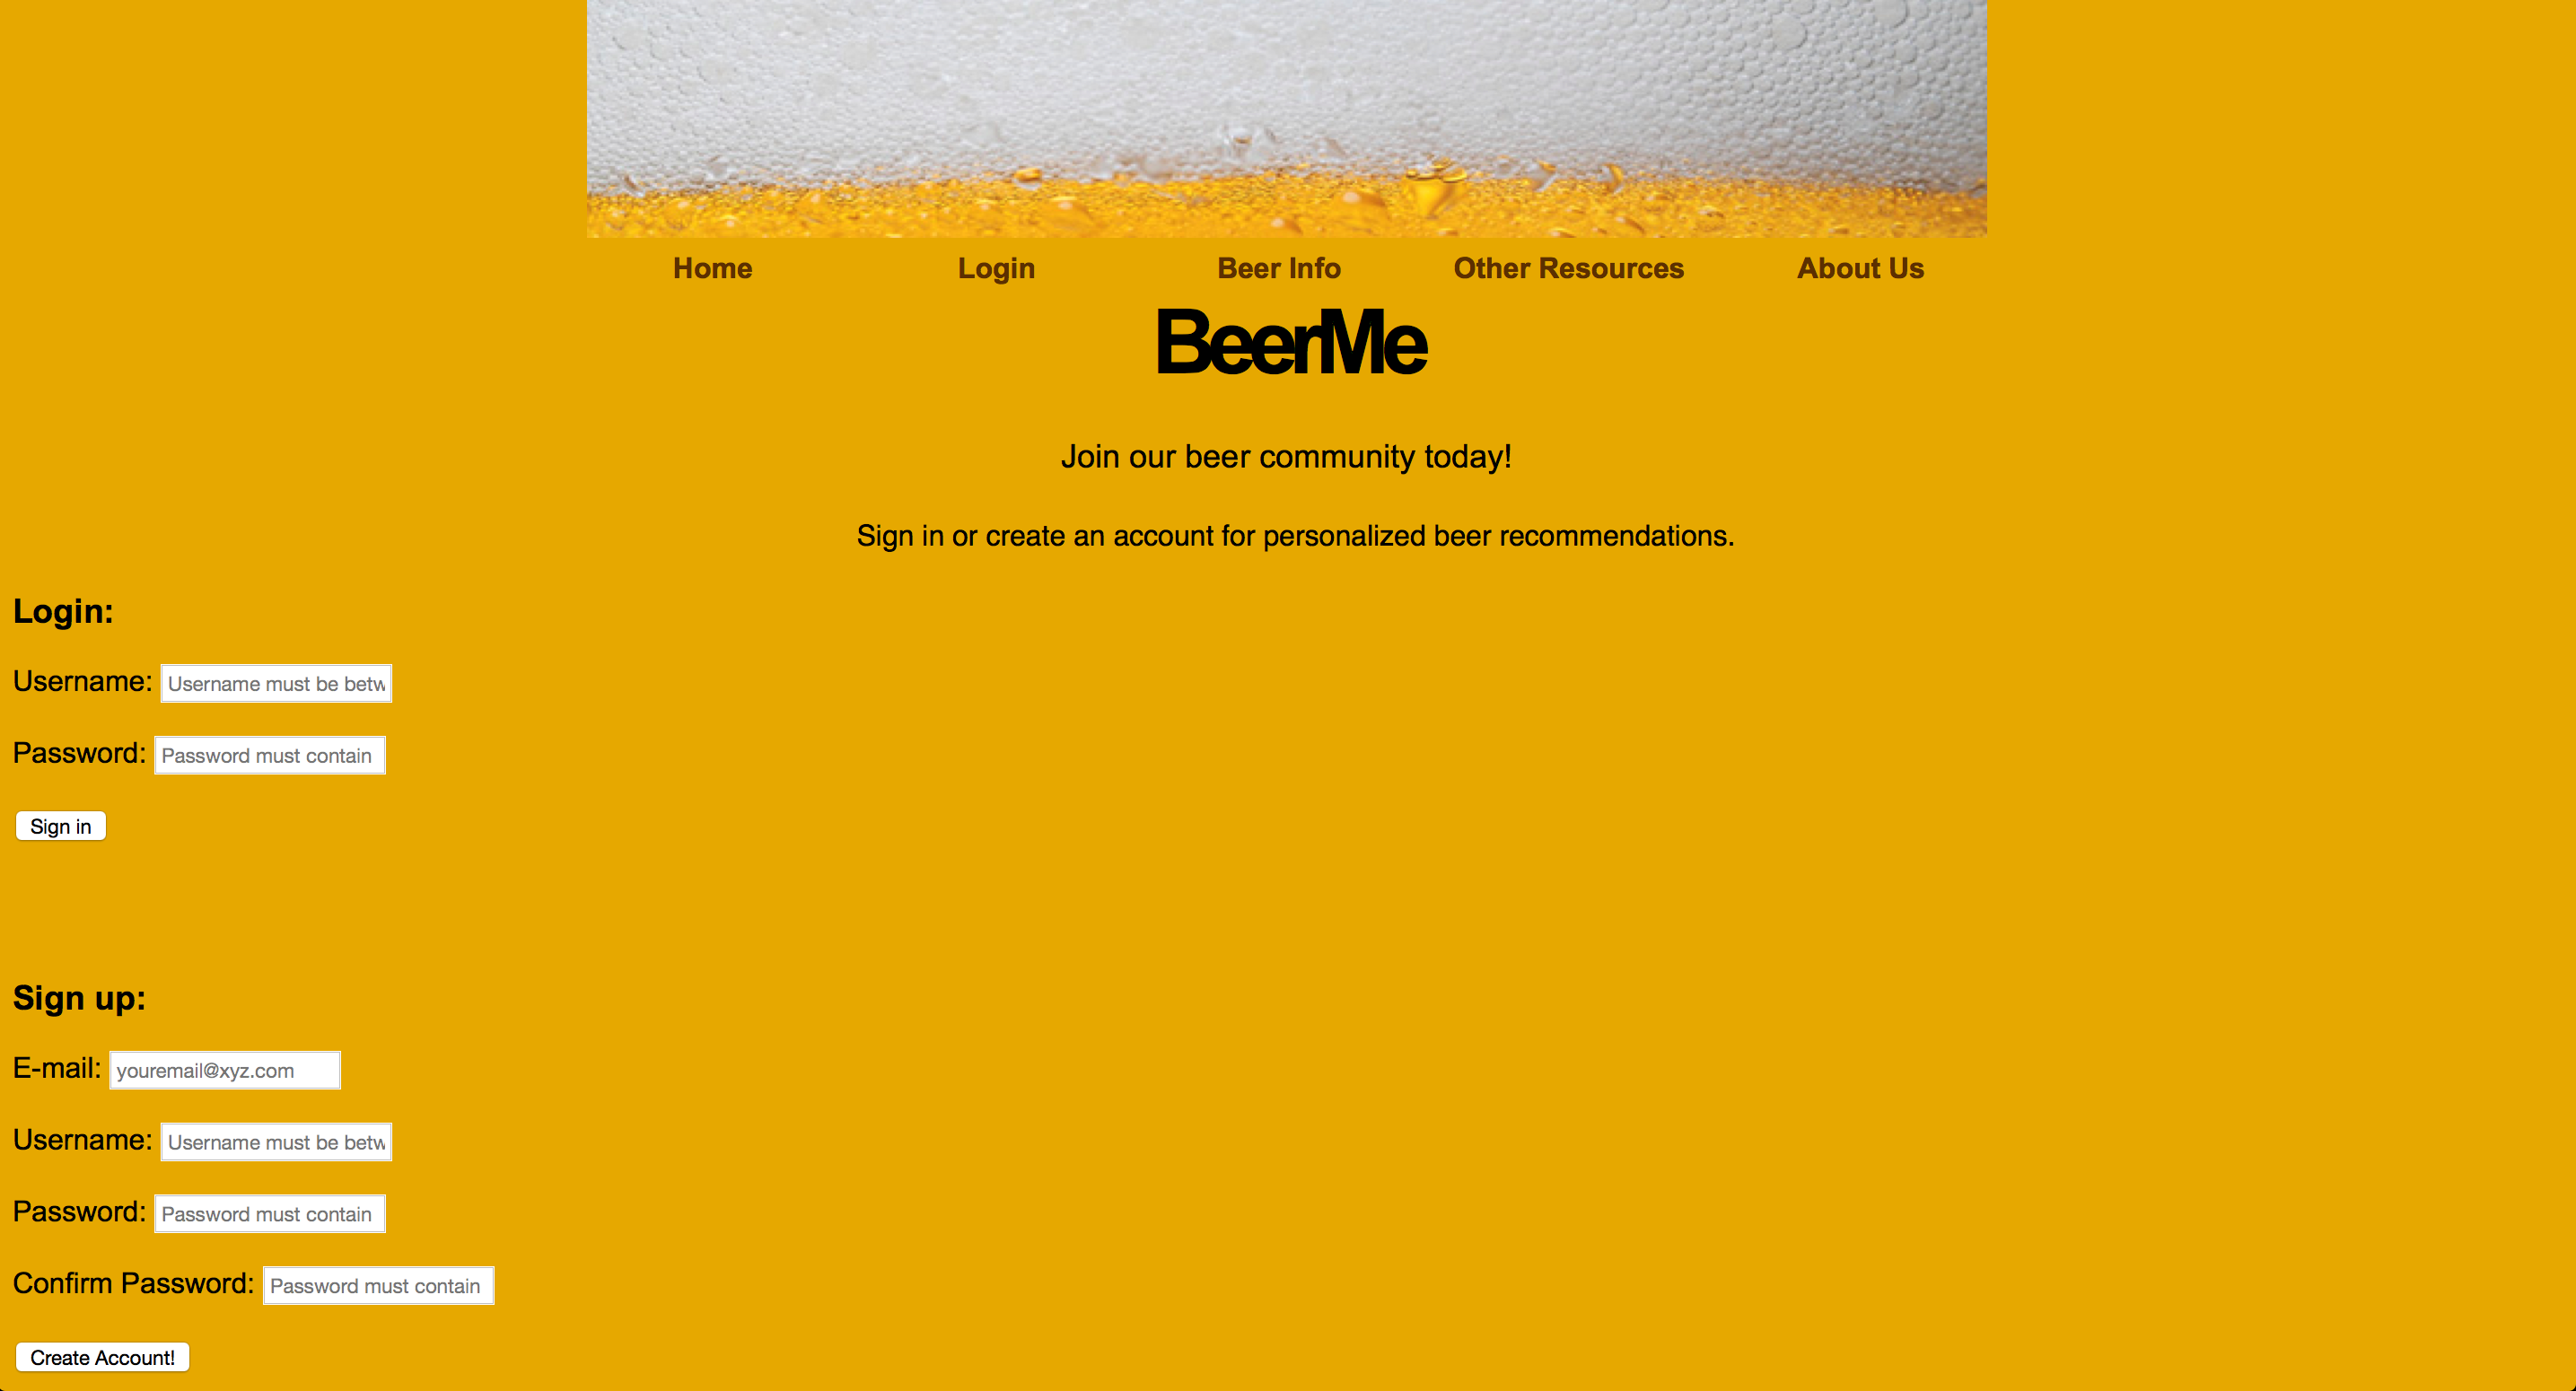 Home Login Beer Info Other Resources About Us
BeerMe
Join our beer community today!
Sign in or create an account for personalized beer recommendations.
Login:
Username: Username must be betw
Password: Password must contain
Sign in
Sign up:
E-mail: youremail@xyz.com
Username: Username must be betw
Password: Password must contain
Confirm Password: Password must contain
Create Account!